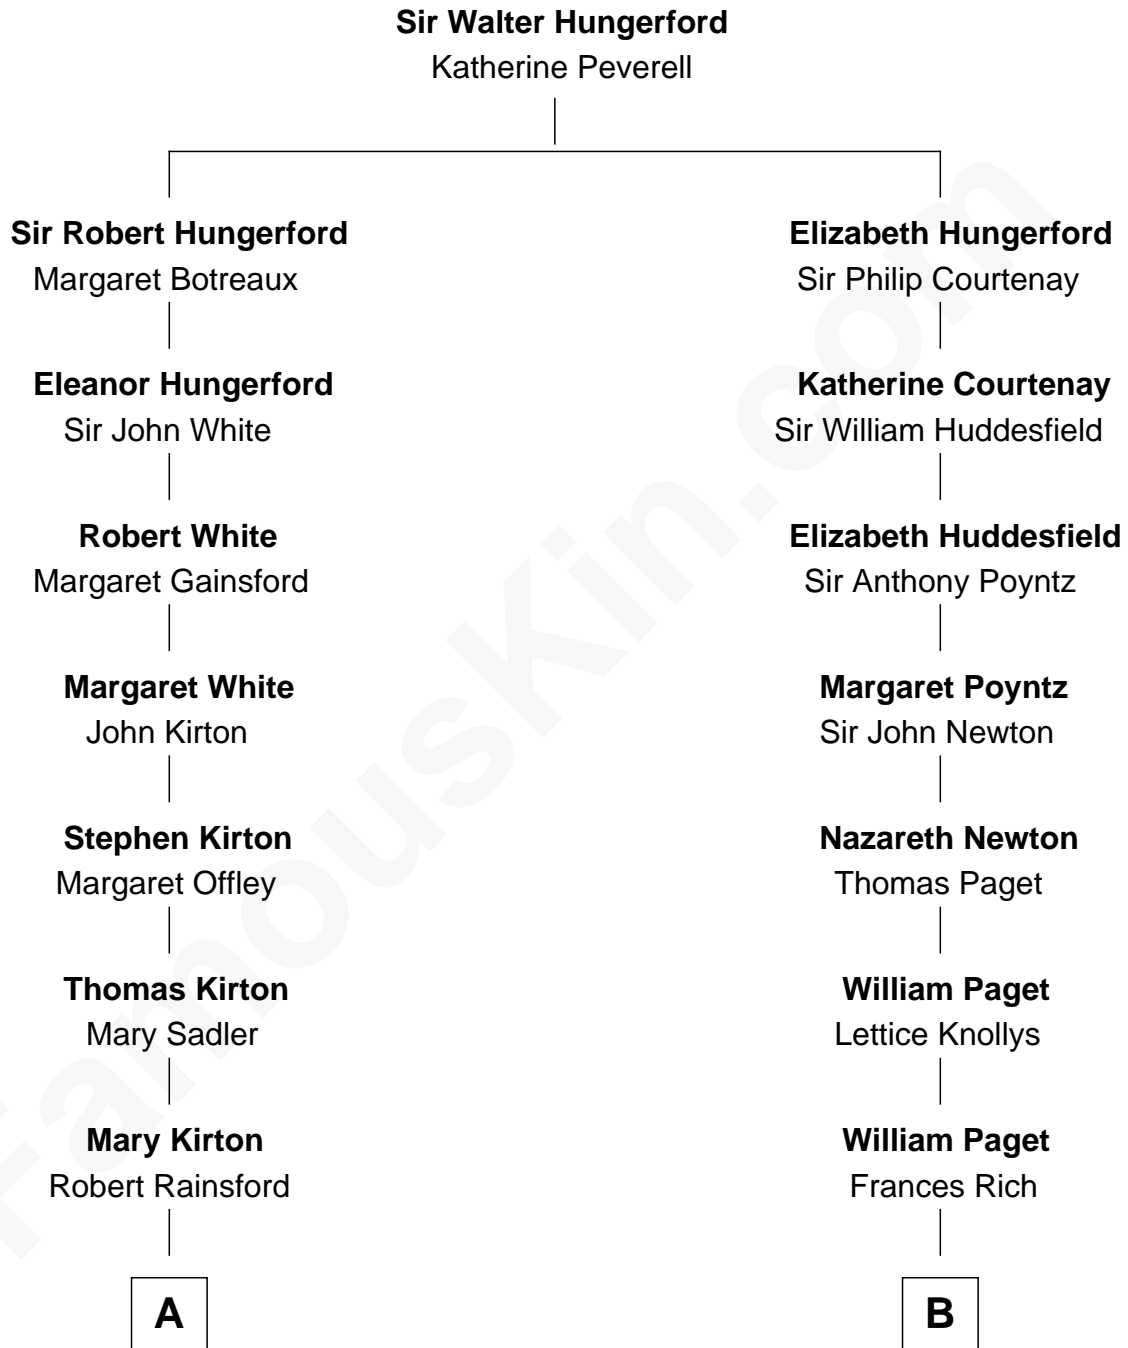 Sir Walter Hungerford
Katherine Peverell
Sir Robert Hungerford
Margaret Botreaux
Eleanor Hungerford
Sir John White
Robert White
Margaret Gainsford
Margaret White
John Kirton
Stephen Kirton
Margaret Offley
Thomas Kirton
Mary Sadler
Mary Kirton
Robert Rainsford
A
Elizabeth Hungerford
Sir Philip Courtenay
Katherine Courtenay
Sir William Huddesfield
Elizabeth Huddesfield
Sir Anthony Poyntz
Margaret Poyntz
Sir John Newton
Nazareth Newton
Thomas Paget
William Paget
Lettice Knollys
William Paget
Frances Rich
B
FamousKin.com